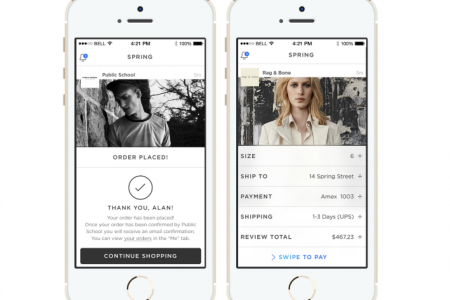 BELL 4:21 PM 100%
SPRING
Public School 5m
ORDER PLACED!
THANK YOU, ALAN!
Your order has been placed!
Once your order has been confirmed by Public
School you will receive an email confirmation.
You can view your orders in the "Me" tab.
CONTINUE SHOPPING
BELL 4:21 PM 100%
SPRING
Rag & Bone
SIZE 6 +
SHIP TO 14 Spring Street +
PAYMENT Amex 1003 +
SHIPPING 1-3 Days (UPS) +
REVIEW TOTAL $467.23 +
SWIPE TO PAY